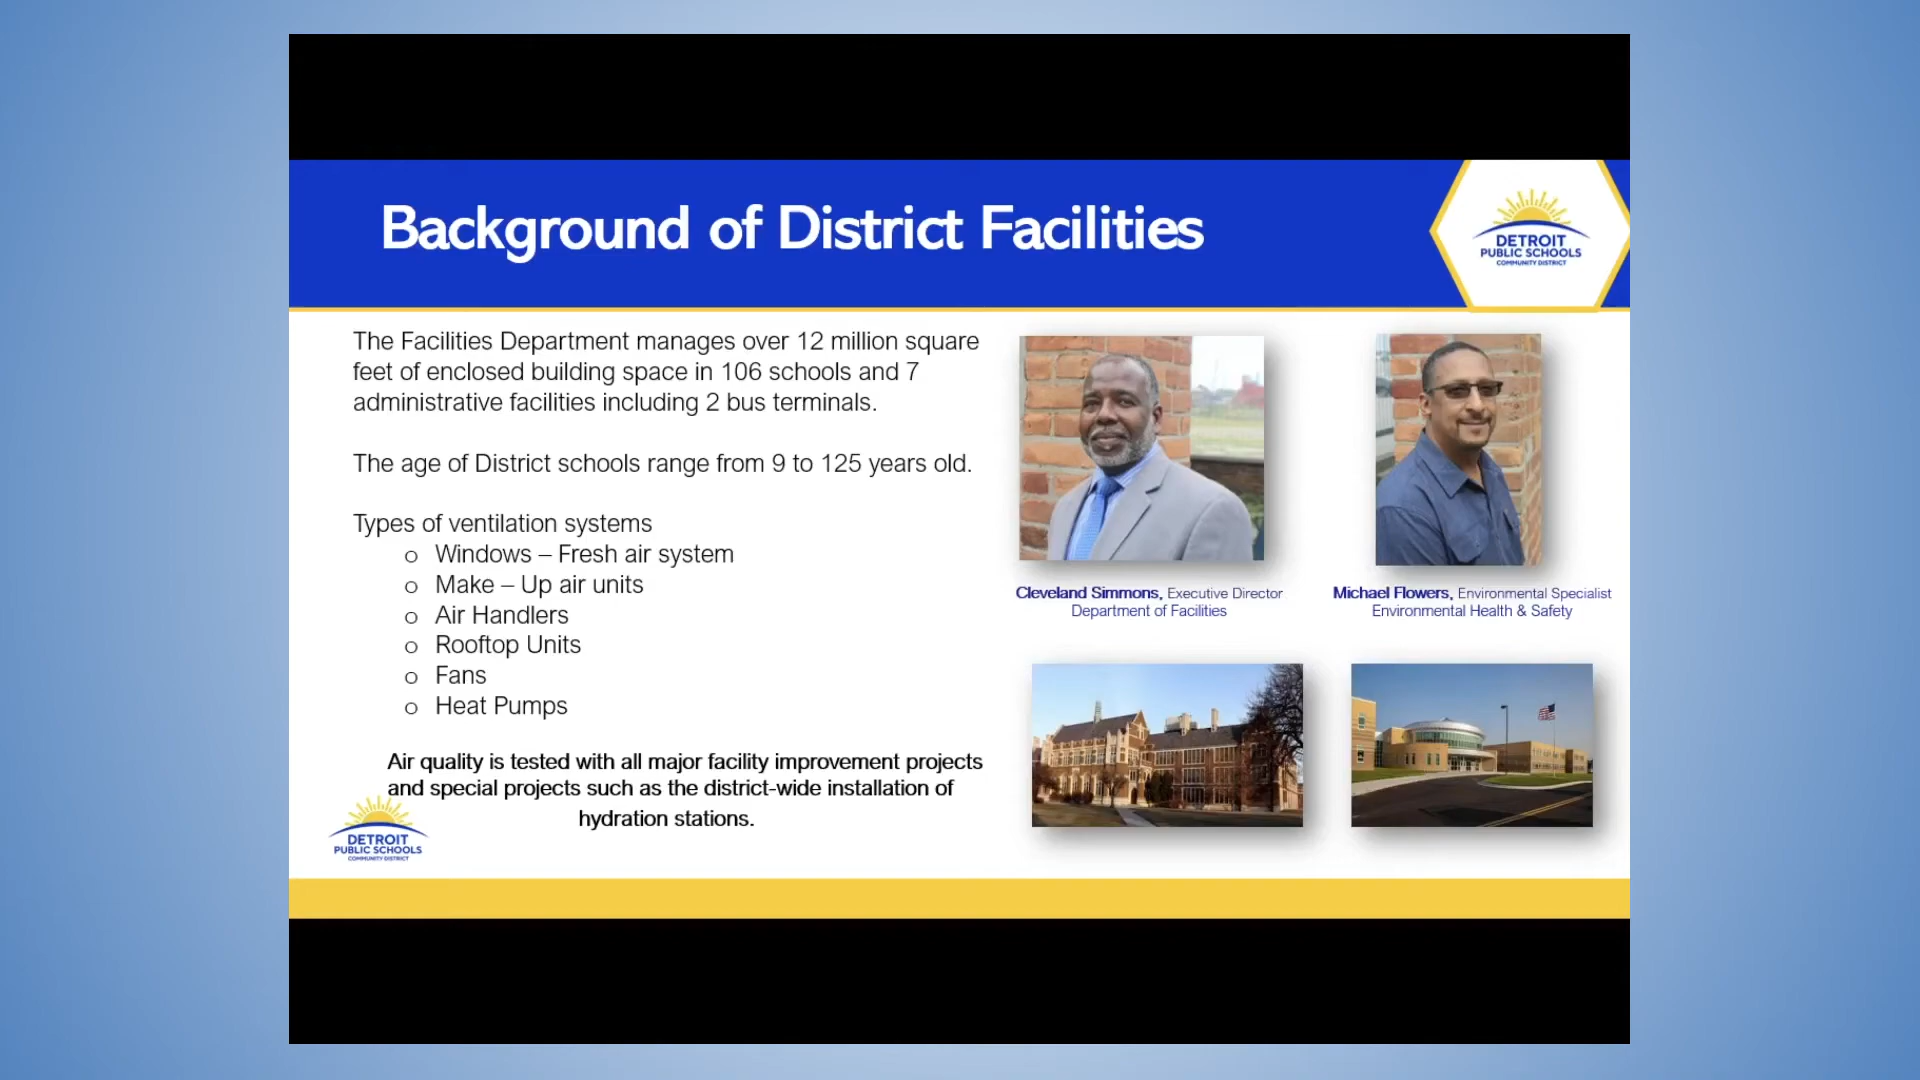 Background of District Facilities
DETROIT
PUBLIC SCHOOLS
COMMUNITY DISTRICT
The Facilities Department manages over 12 million square
feet of enclosed building space in 106 schools and 7
administrative facilities including 2 bus terminals.
The age of District schools range from 9 to 125 years old.
Types of ventilation systems
o Windows – Fresh air system
o Make – Up air units
o Air Handlers
o Rooftop Units
o Fans
o Heat Pumps
Air quality is tested with all major facility improvement projects
and special projects such as the district-wide installation of
hydration stations.
DETROIT
PUBLIC SCHOOLS
COMMUNITY DISTRICT
Cleveland Simmons, Executive Director
Department of Facilities
Michael Flowers, Environmental Specialist
Environmental Health & Safety